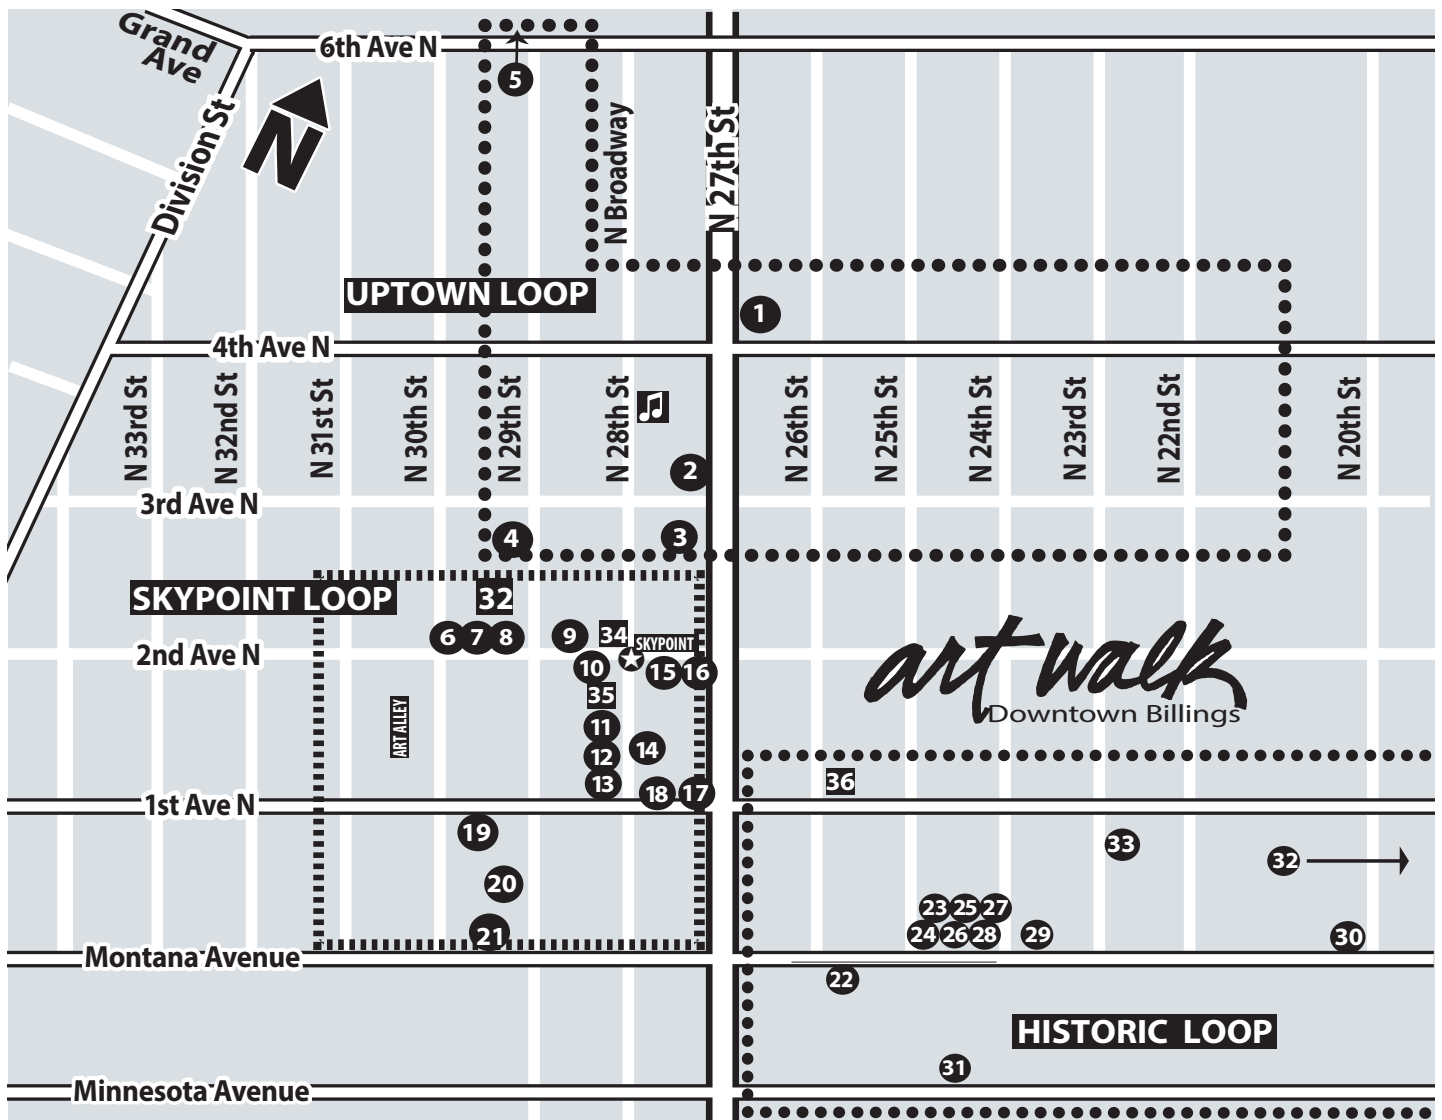 Grand
Ave
6th Ave N
5
N
Division St
N Broadway
N 27th St
UPTOWN LOOP
1
4th Ave N
N 33rd St
N 32nd St
N 31st St
N 30th St
N 29th St
N 28th St
N 26th St
N 25th St
N 24th St
N 23rd St
N 22nd St
N 20th St
2
3rd Ave N
4
3
SKYPOINT LOOP
32
6 7 8 9 34 SKYPOINT
2nd Ave N
10 15 16
35
art walk
Downtown Billings
ART ALLEY
11
14
12
13
18 17
36
1st Ave N
19
33
32
20
23 25 27
21
24 26 28 29 30
Montana Avenue
22
HISTORIC LOOP
31
Minnesota Avenue